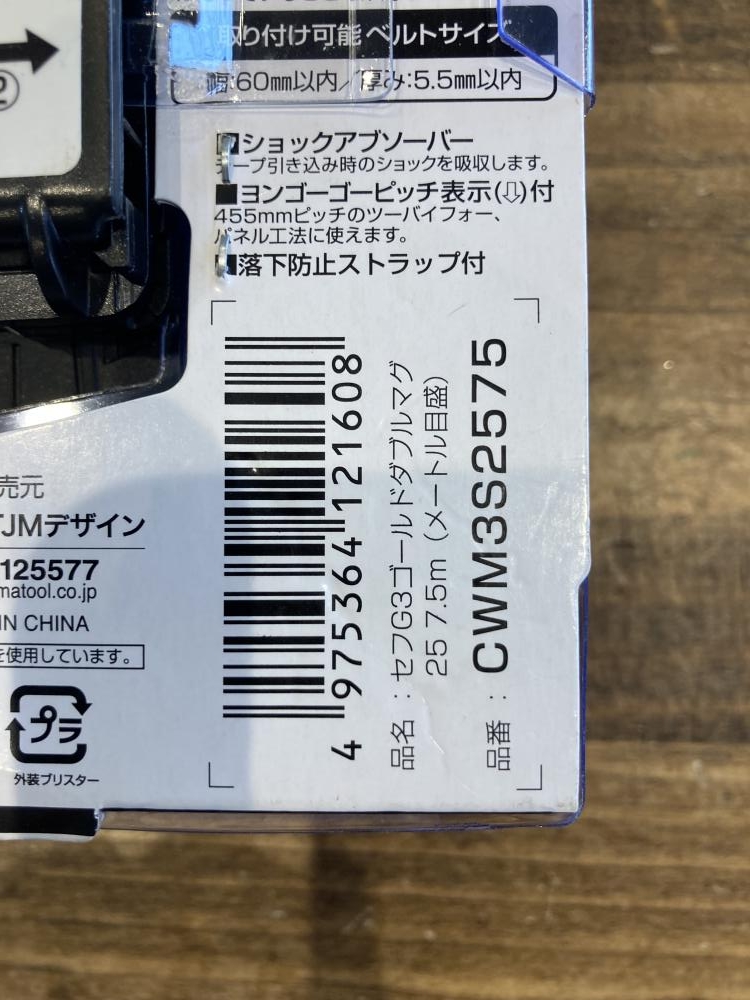 ②
取り付け可能 ベルトサイズ
幅:60mm以内／厚み:5.5mm以内
■ショックアブソーバー
テープ引き込み時のショックを吸収します。
■ヨンゴーゴーピッチ表示(⇩)付
455mmピッチのツーバイフォー、
パネル工法に使えます。
■落下防止ストラップ付
4 975364 121608
品名：セフG3ゴールドダブルマグ
25 7.5m（メートル目盛）
品番：CWM3S2575
売元
TJMデザイン
125577
matool.co.jp
IN CHINA
を使用しています。
プラ
外装ブリスター